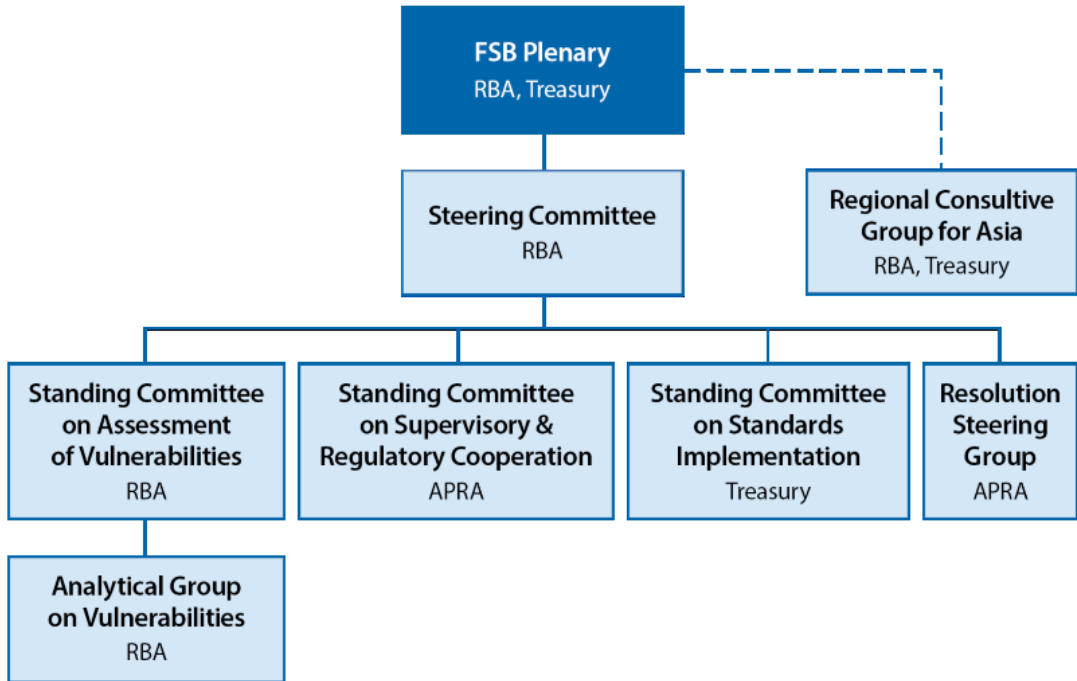 FSB Plenary
RBA, Treasury
Steering Committee
RBA
Regional Consultive
Group for Asia
RBA, Treasury
Standing Committee
on Assessment
of Vulnerabilities
RBA
Standing Committee
on Supervisory &
Regulatory Cooperation
APRA
Standing Committee
on Standards
Implementation
Treasury
Resolution
Steering
Group
APRA
Analytical Group
on Vulnerabilities
RBA